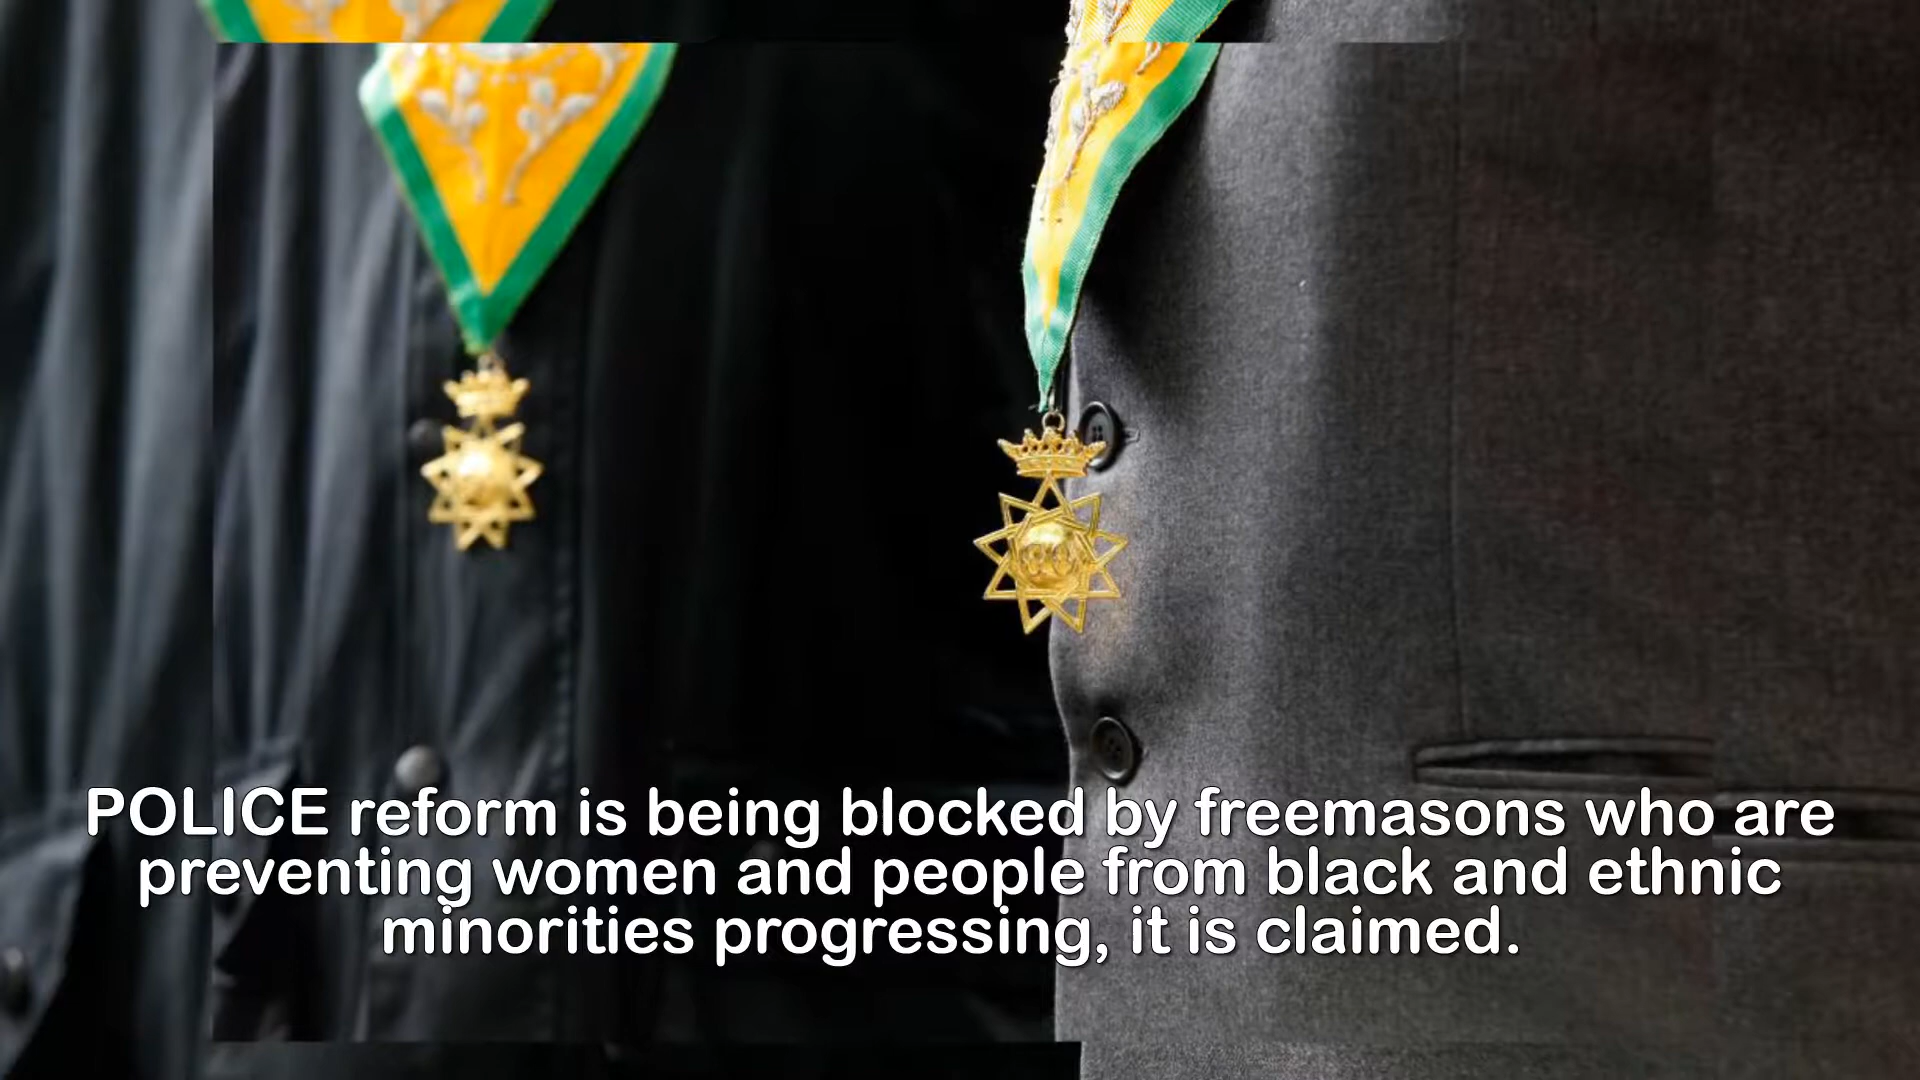 POLICE reform is being blocked by freemasons who are
preventing women and people from black and ethnic
minorities progressing, it is claimed.